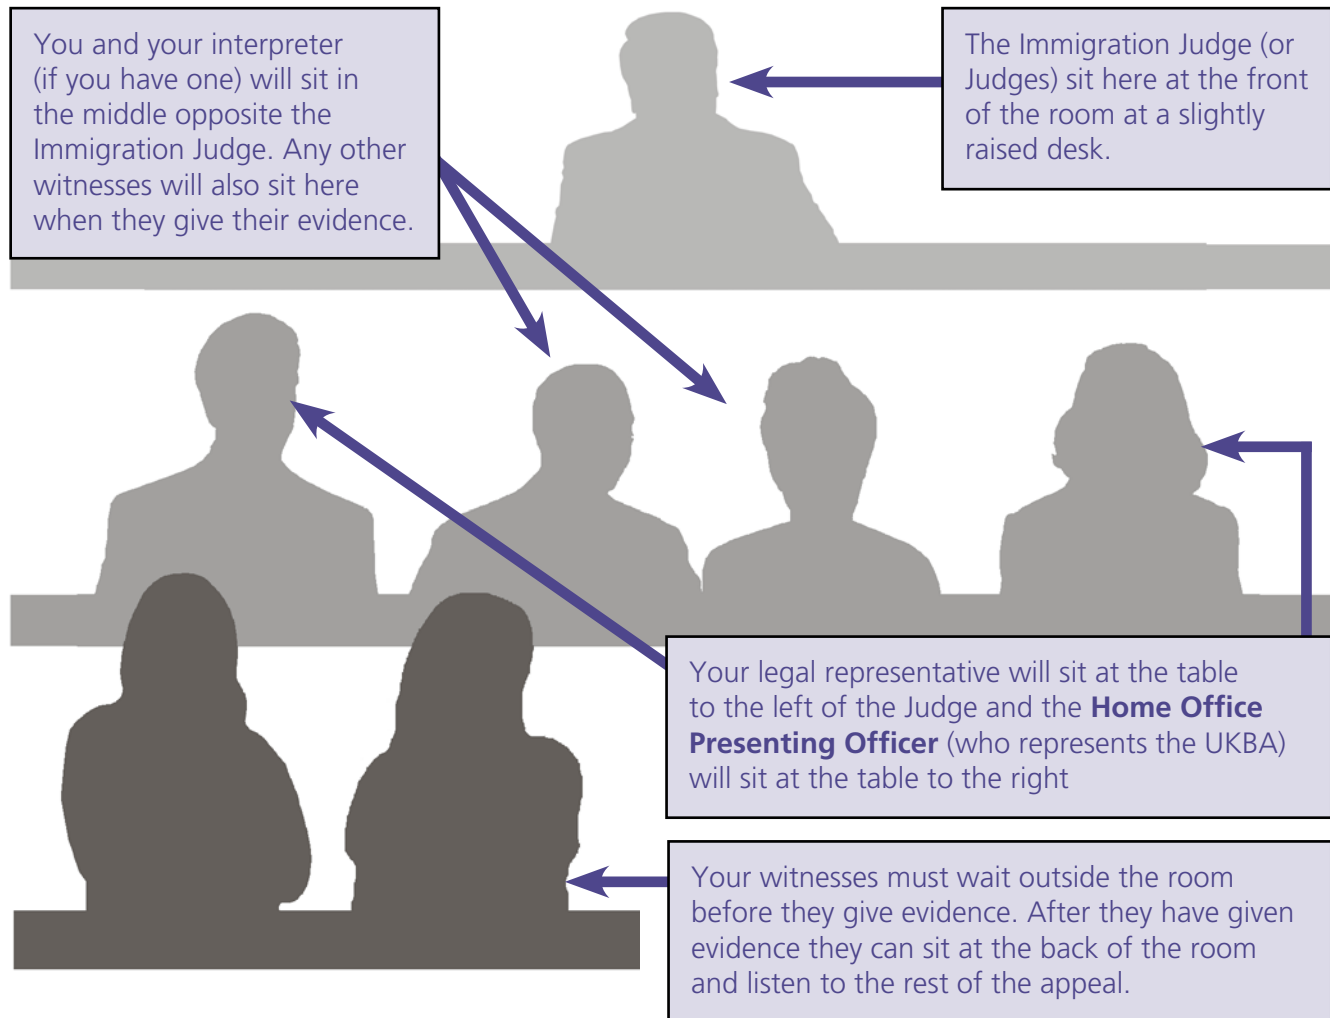 You and your interpreter
(if you have one) will sit in
the middle opposite the
Immigration Judge. Any other
witnesses will also sit here
when they give their evidence.
The Immigration Judge (or
Judges) sit here at the front
of the room at a slightly
raised desk.
Your legal representative will sit at the table
to the left of the Judge and the Home Office
Presenting Officer (who represents the UKBA)
will sit at the table to the right
Your witnesses must wait outside the room
before they give evidence. After they have given
evidence they can sit at the back of the room
and listen to the rest of the appeal.